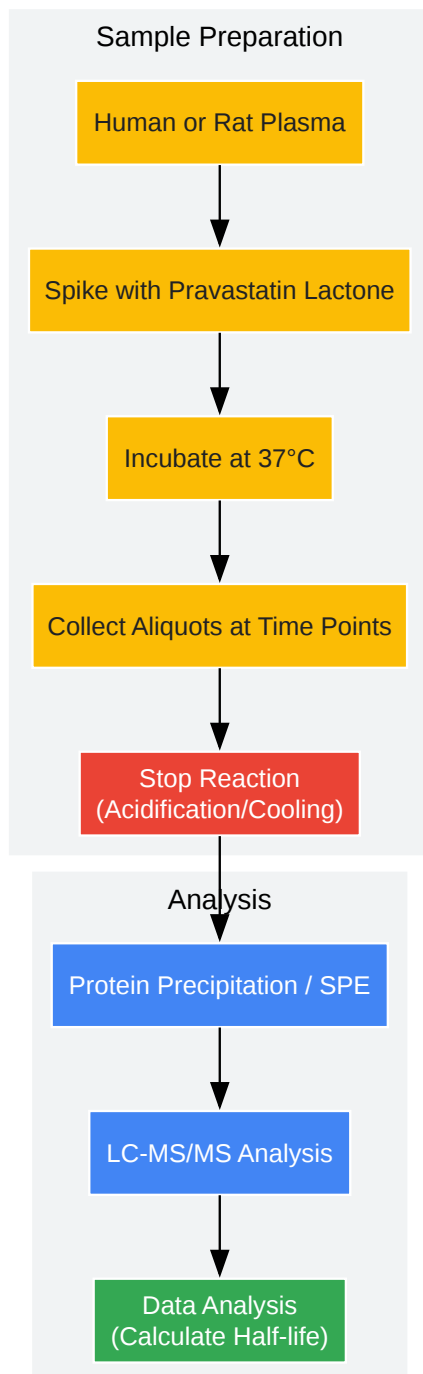 Sample Preparation
Human or Rat Plasma
Spike with Pravastatin Lactone
Incubate at 37°C
Collect Aliquots at Time Points
Stop Reaction
(Acidification/Cooling)
Analysis
Protein Precipitation / SPE
LC-MS/MS Analysis
Data Analysis
(Calculate Half-life)